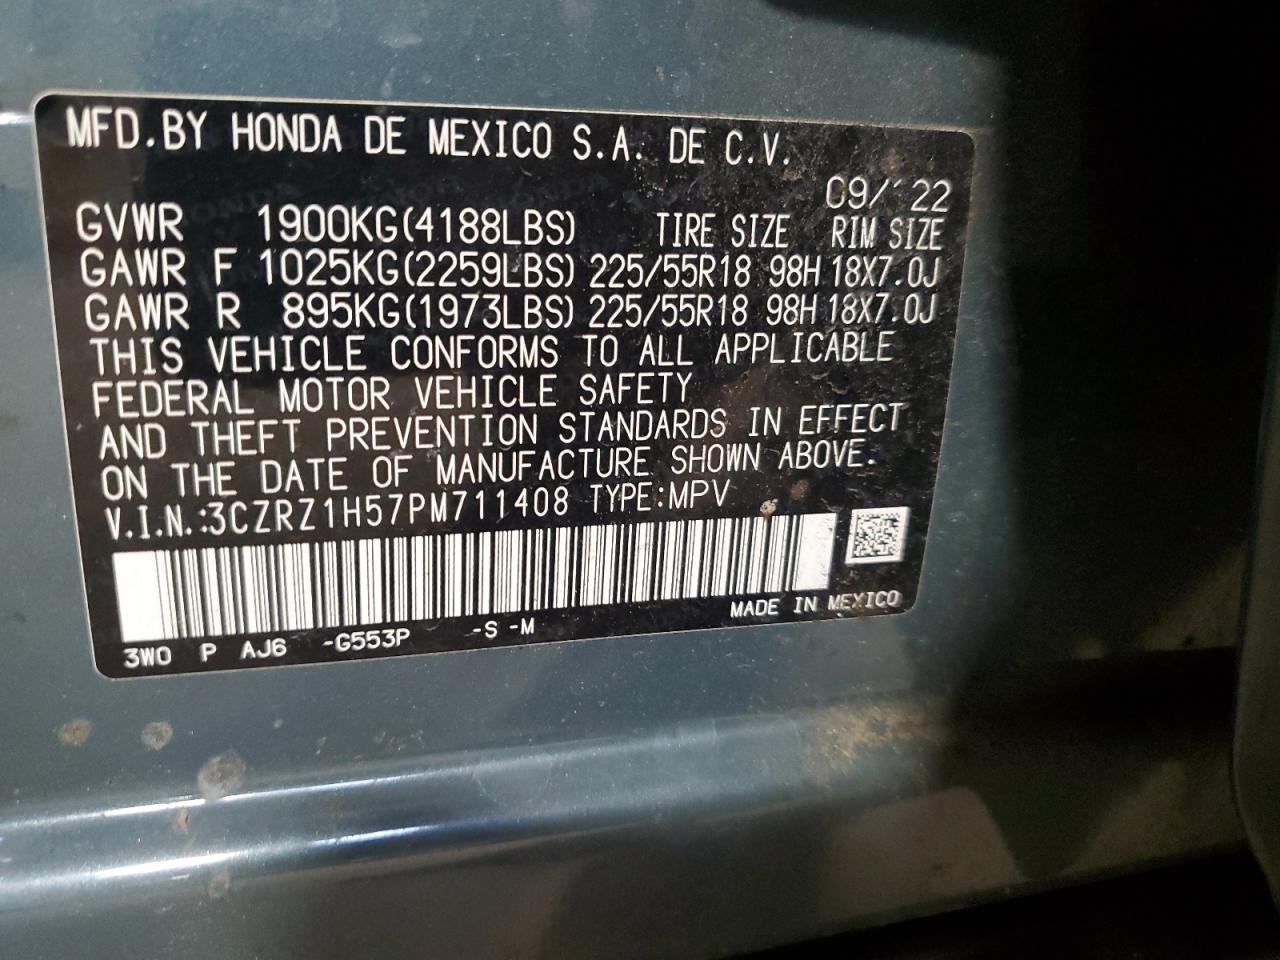 MFD.BY HONDA DE MEXICO S.A. DE C.V.
09/'22
GVWR 1900KG(4188LBS) TIRE SIZE RIM SIZE
GAWR F 1025KG(2259LBS) 225/55R18 98H 18X7.0J
GAWR R 895KG(1973LBS) 225/55R18 98H 18X7.0J
THIS VEHICLE CONFORMS TO ALL APPLICABLE
FEDERAL MOTOR VEHICLE SAFETY
AND THEFT PREVENTION STANDARDS IN EFFECT
ON THE DATE OF MANUFACTURE SHOWN ABOVE.
V.I.N.:3CZRZ1H57PM711408 TYPE:MPV
MADE IN MEXICO
3W0 P AJ6 -G553P -S -M